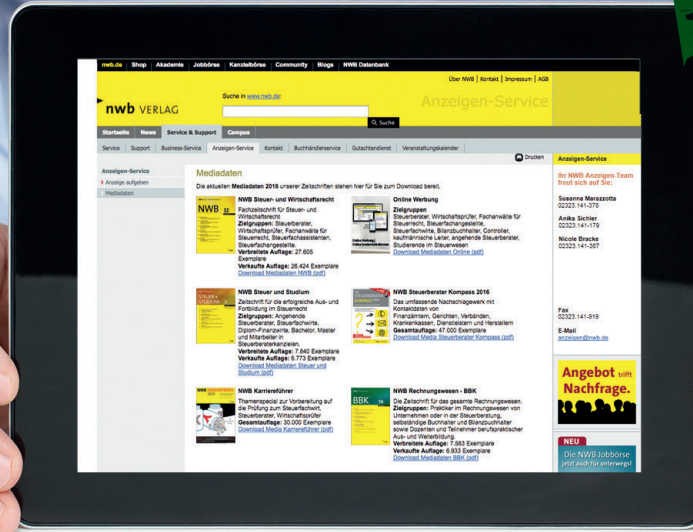 nwb.de Shop Akademie Jobbörse Kanzleibörse Community Blogs NWB Datenbank
Über NWB | Kontakt | Impressum | AGB
Suche in www.nwb.de:
Anzeigen-Service
nwb VERLAG
Suche
Startseite News Service & Support Campus
Service Support Business-Service Anzeigen-Service Kontakt Buchhänderservice Gutachtendienst Veranstaltungskalender
Drucken
Anzeigen-Service
Anzeige aufgeben
Mediadaten
Mediadaten
Die aktuellen Mediadaten 2016 unserer Zeitschriften stehen hier für Sie zum Download bereit.
NWB 32
NWB Steuer- und Wirtschaftsrecht
Fachzeitschrift für Steuer- und
Wirtschaftsrecht
Zielgruppen: Steuerberater,
Wirtschaftsprüfer, Fachanwälte für
Steuerrecht, Steuerfachassistenten,
Steuerfachangestellte.
Verbreitete Auflage: 27.605
Exemplare
Verkaufte Auflage: 26.424 Exemplare
Download Mediadaten NWB (pdf)
Online Werbung
Zielgruppen
Steuerberater, Wirtschaftsprüfer, Fachanwälte für
Steuerrecht, Steuerfachangestellte,
Steuerfachwirte, Bilanzbuchhalter, Controller,
kaufmännische Leiter, angehende Steuerberater,
Studierende im Steuerwesen
Download Mediadaten Online (pdf)
STEUER+
STUDIUM
NWB Steuer und Studium
Zeitschrift für die erfolgreiche Aus- und
Fortbildung im Steuerrecht
Zielgruppen: Angehende
Steuerberater, Steuerfachwirte,
Diplom-Finanzwirte, Bachelor, Master
und Mitarbeiter in
Steuerberaterkanzleien.
Verbreitete Auflage: 7.840 Exemplare
Verkaufte Auflage: 6.773 Exemplare
Download Mediadaten Steuer und
Studium (pdf)
STEUERBERATER
KOMPASS
NWB Steuerberater Kompass 2016
Das umfassende Nachschlagewerk mit
Kontaktdaten von
Finanzämtern, Gerichten, Verbänden,
Krankenkassen, Dienstleistern und Herstellern
Gesamtauflage: 47.000 Exemplare
Download Media Steuerberater Kompass (pdf)
NWB Karriereführer
Themenspecial zur Vorbereitung auf
die Prüfung zum Steuerfachwirt,
Steuerberater, Wirtschaftsprüfer
Gesamtauflage: 30.000 Exemplare
Download Media Karriereführer (pdf)
BBK 16
NWB Rechnungswesen - BBK
Die Zeitschrift für das gesamte Rechnungswesen.
Zielgruppen: Praktiker im Rechnungswesen von
Unternehmen oder in der Steuerberatung,
selbständige Buchhalter und Bilanzbuchhalter
sowie Dozenten und Teilnehmer berufspraktischer
Aus- und Weiterbildung.
Verbreitete Auflage: 7.583 Exemplare
Verkaufte Auflage: 6.933 Exemplare
Download Mediadaten BBK (pdf)
Anzeigen-Service
Ihr NWB Anzeigen-Team
freut sich auf Sie:
Susanne Marazzotta
02323.141-376
Anika Sichler
02323.141-179
Nicole Bracke
02323.141-387
Fax
02323.141-919
E-Mail
anzeigen@nwb.de
Angebot trifft
Nachfrage.
NEU
Die NWB Jobbörse
jetzt auch für unterwegs!